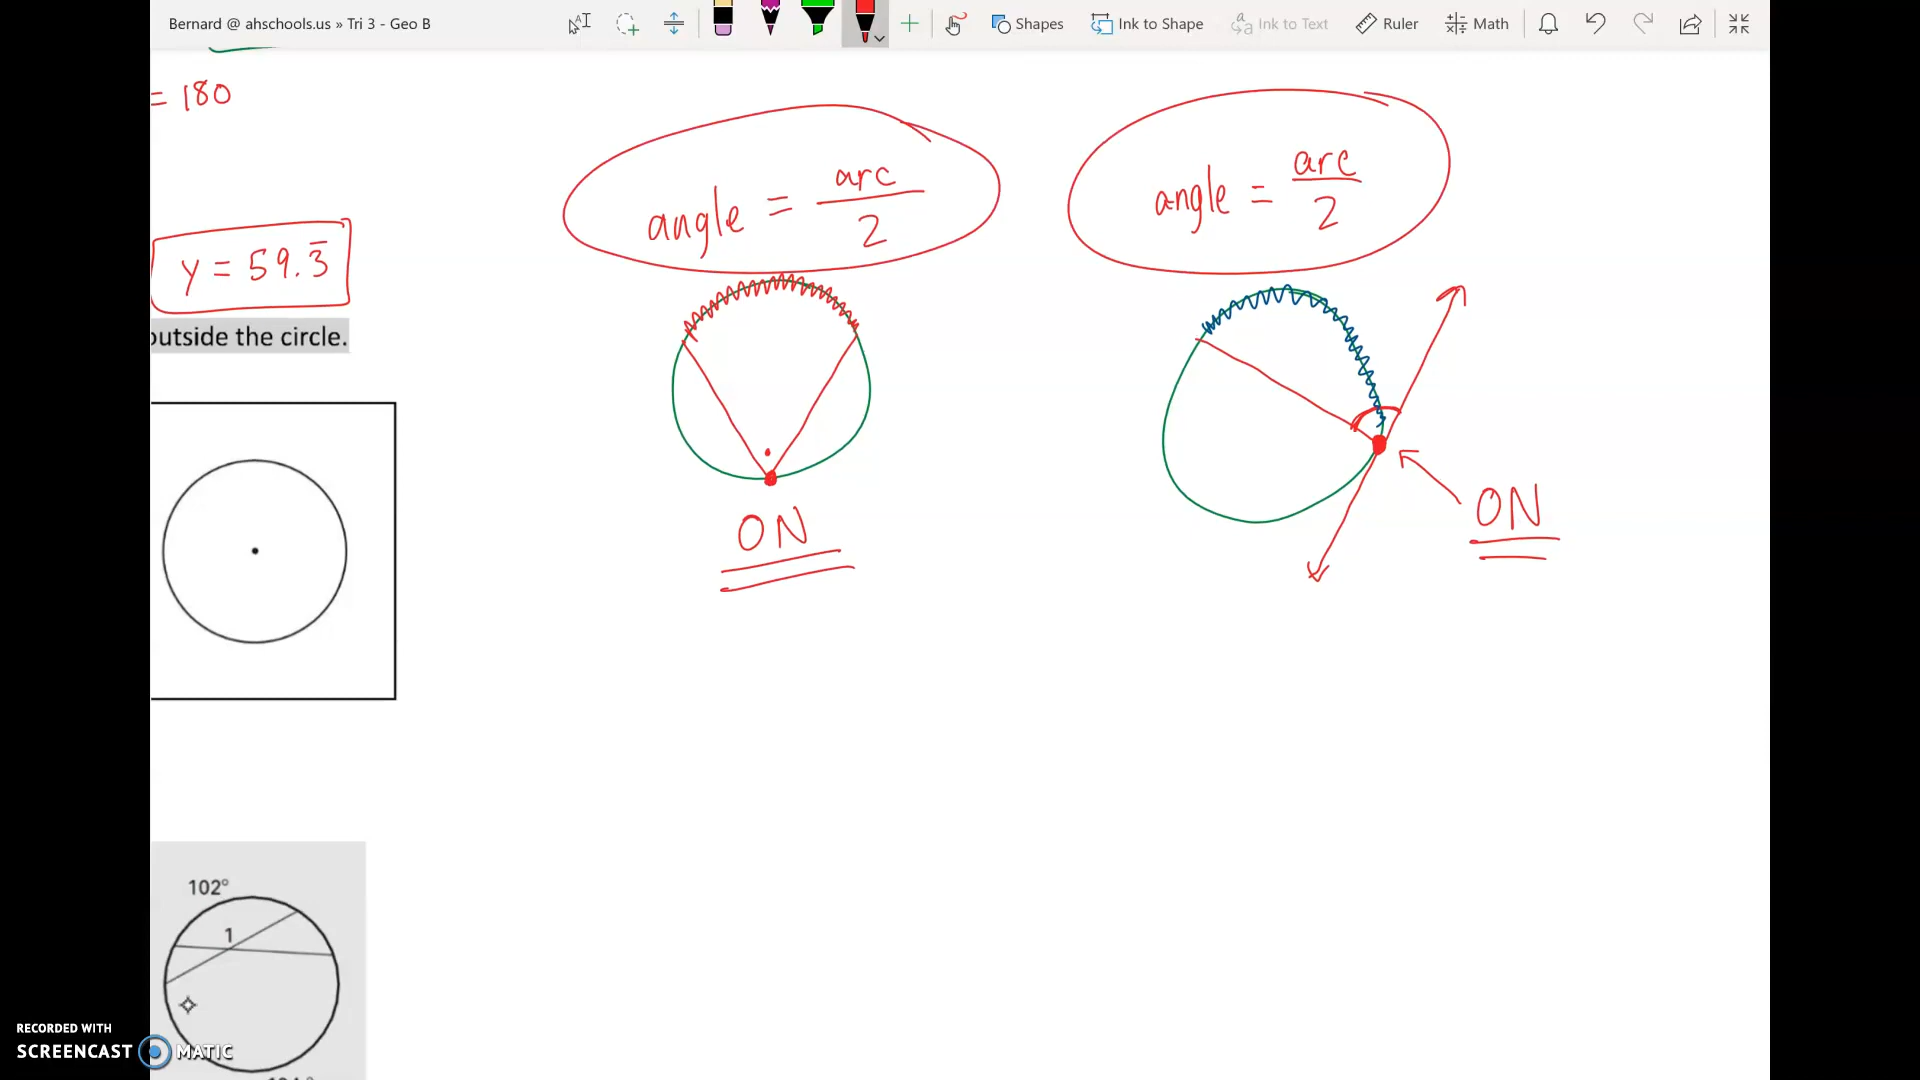 Bernard @ ahschools.us » Tri 3 - Geo B
Shapes
Ink to Shape
Ink to Text
Ruler
Math
= 180
angle = arc/2
angle = arc/2
y = 59.3̅
outside the circle.
ON
ON
102°
1
RECORDED WITH
SCREENCAST MATIC